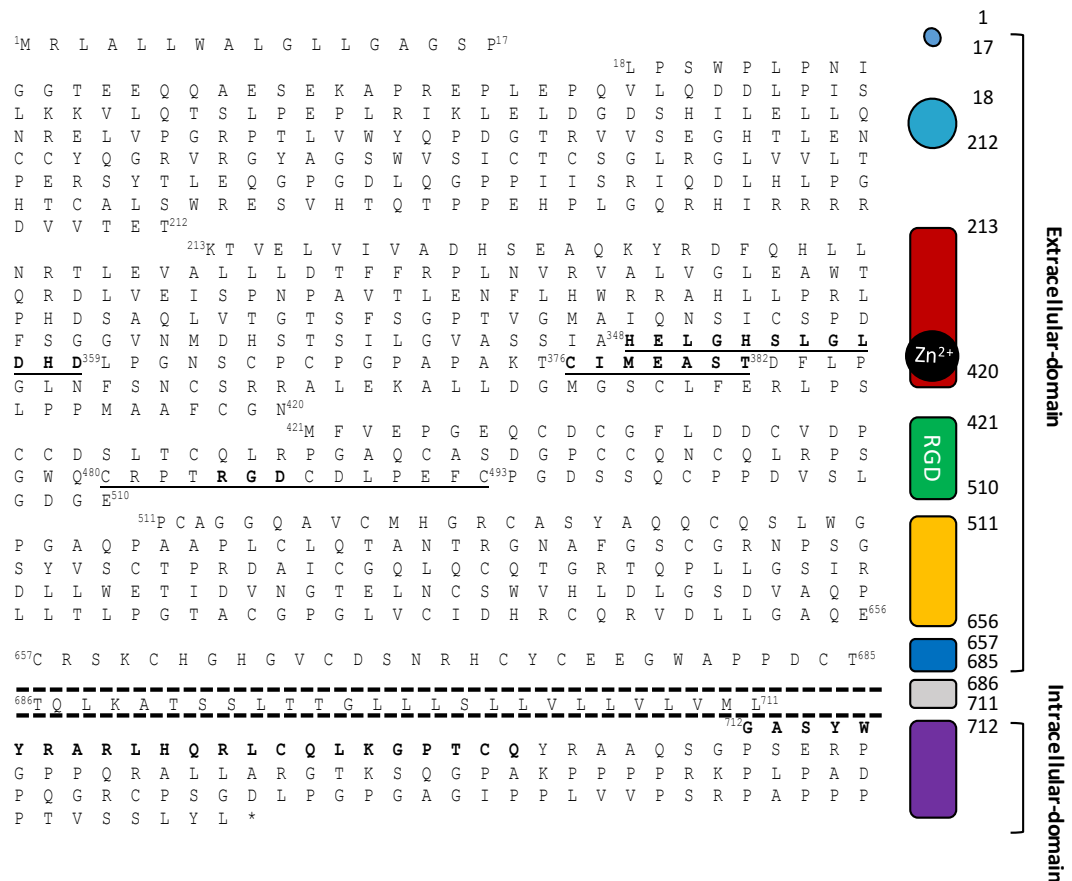 1M R L A L L W A L G L L G A G S P17
18L P S W P L P N I
G G T E E Q Q A E S E K A P R E P L E P Q V L Q D D L P I S
L K K V L Q T S L P E P L R I K L E L D G D S H I L E L L Q
N R E L V P G R P T L V W Y Q P D G T R V V S E G H T L E N
C C Y Q G R V R G Y A G S W V S I C T C S G L R G L V V L T
P E R S Y T L E Q G P G D L Q G P P I I S R I Q D L H L P G
H T C A L S W R E S V H T Q T P P E H P L G Q R H I R R R R
D V V T E T212
213K T V E L V I V A D H S E A Q K Y R D F Q H L L
N R T L E V A L L L D T F F R P L N V R V A L V G L E A W T
Q R D L V E I S P N P A V T L E N F L H W R R A H L L P R L
P H D S A Q L V T G T S F S G P T V G M A I Q N S I C S P D
F S G G V N M D H S T S I L G V A S S I A348H E L G H S L G L
D H D359L P G N S C P C P G P A P A K T376C I M E A S T382D F L P
G L N F S N C S R R A L E K A L L D G M G S C L F E R L P S
L P P M A A F C G N420
421M F V E P G E Q C D C G F L D D C V D P
C C D S L T C Q L R P G A Q C A S D G P C C Q N C Q L R P S
G W Q480C R P T R G D C D L P E F C493P G D S S Q C P P D V S L
G D G E510
511P C A G G Q A V C M H G R C A S Y A Q Q C Q S L W G
P G A Q P A A P L C L Q T A N T R G N A F G S C G R N P S G
S Y V S C T P R D A I C G Q L Q C Q T G R T Q P L L G S I R
D L L W E T I D V N G T E L N C S W V H L D L G S D V A Q P
L L T L P G T A C G P G L V C I D H R C Q R V D L L G A Q E656
657C R S K C H G H G V C D S N R H C Y C E E G W A P P D C T685
686T Q L K A T S S L T T G L L L S L L V L L V L V M L711
712G A S Y W
Y R A R L H Q R L C Q L K G P T C Q Y R A A Q S G P S E R P
G P P Q R A L L A R G T K S Q G P A K P P P P R K P L P A D
P Q G R C P S G D L P G P G A G I P P L V V P S R P A P P P
P T V S S L Y L *
1
17
18
212
213
Zn2+
420
421
RGD
510
511
656
657
685
686
711
712
Extracellular-domain
Intracellular-domain